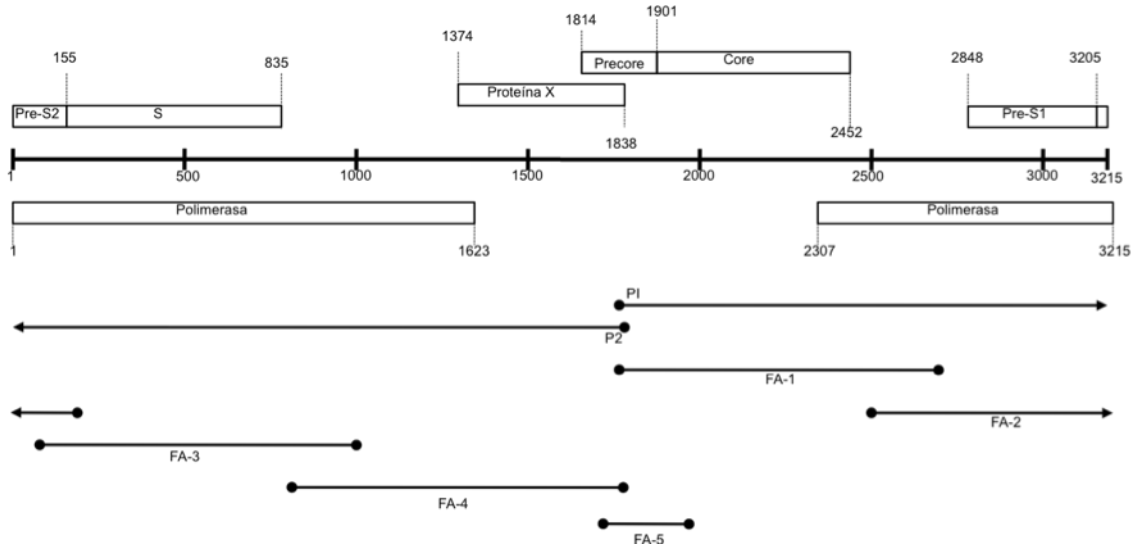 1814 1901
155 835 1374 2848 3205
Precore Core
Proteína X
Pre-S2 S Pre-S1
1838 2452
1 500 1000 1500 2000 2500 3000 3215
Polimerasa Polimerasa
1 1623 2307 3215
PI
P2
FA-1
FA-2
FA-3
FA-4
FA-5